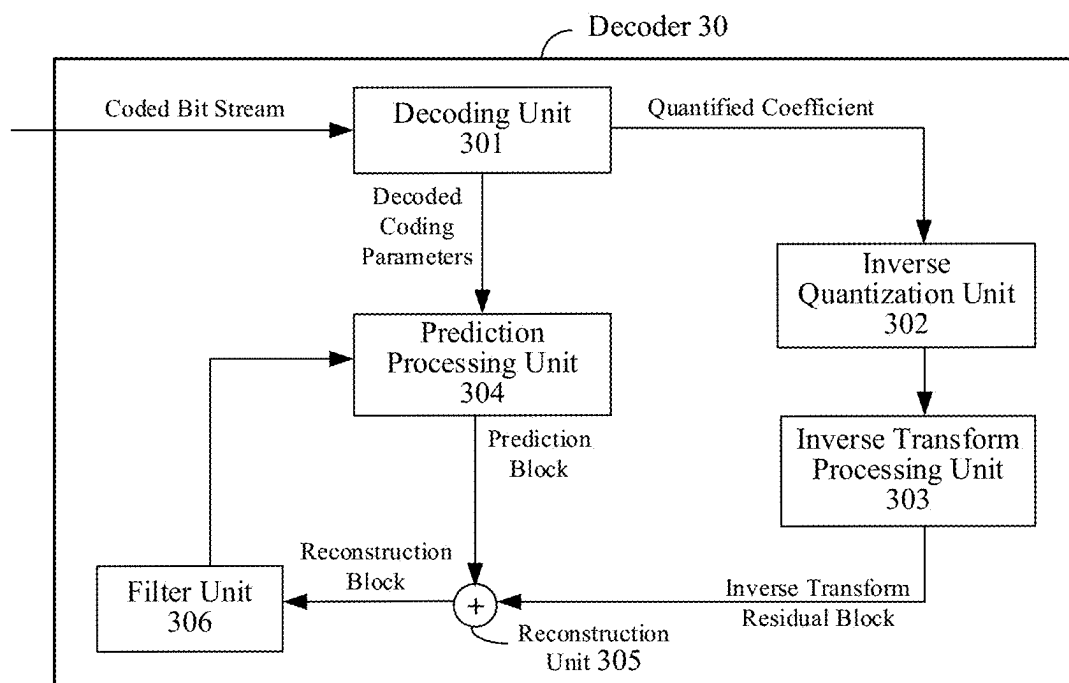 Decoder 30
Coded Bit Stream
Decoding Unit
301
Quantified Coefficient
Decoded
Coding
Parameters
Inverse
Quantization Unit
302
Prediction
Processing Unit
304
Prediction
Block
Inverse Transform
Processing Unit
303
Reconstruction
Block
Filter Unit
306
+
Inverse Transform
Residual Block
Reconstruction
Unit 305